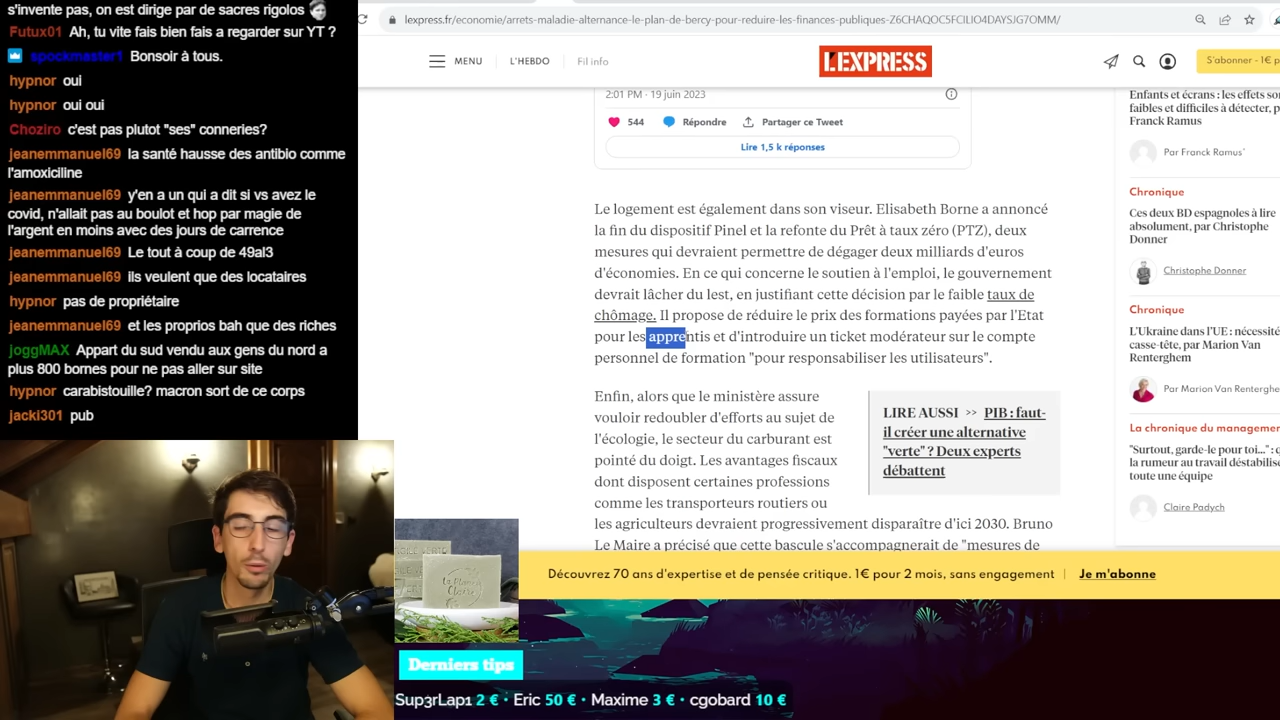 s'invente pas, on est dirige par de sacres rigolos
Futux01 Ah, tu vite fais bien fais a regarder sur YT ?
spockmaster1 Bonsoir à tous.
hypnor oui
hypnor oui oui
Choziro c'est pas plutot "ses" conneries?
jeanemmanuel69 la santé hausse des antibio comme
l'amoxiciline
jeanemmanuel69 y'en a un qui a dit si vs avez le
covid, n'allait pas au boulot et hop par magie de
l'argent en moins avec des jours de carrence
jeanemmanuel69 Le tout à coup de 49al3
jeanemmanuel69 ils veulent que des locataires
hypnor pas de propriétaire
jeanemmanuel69 et les proprios bah que des riches
joggMAX Appart du sud vendu aux gens du nord a
plus 800 bornes pour ne pas aller sur site
hypnor carabistouille? macron sort de ce corps
jacki301 pub
lexpress.fr/economie/arrets-maladie-alternance-le-plan-de-bercy-pour-reduire-les-finances-publiques-Z6CHAQOC5FCILIO4DAYSJG7OMM/
MENU
L'HEBDO
Fil info
L'EXPRESS
S'abonner - 1€ p
2:01 PM · 19 juin 2023
544 Répondre Partager ce Tweet
Lire 1,5 k réponses
Le logement est également dans son viseur. Elisabeth Borne a annoncé
la fin du dispositif Pinel et la refonte du Prêt à taux zéro (PTZ), deux
mesures qui devraient permettre de dégager deux milliards d'euros
d'économies. En ce qui concerne le soutien à l'emploi, le gouvernement
devrait lâcher du lest, en justifiant cette décision par le faible taux de
chômage. Il propose de réduire le prix des formations payées par l'Etat
pour les apprentis et d'introduire un ticket modérateur sur le compte
personnel de formation "pour responsabiliser les utilisateurs".
Enfin, alors que le ministère assure
vouloir redoubler d'efforts au sujet de
l'écologie, le secteur du carburant est
pointé du doigt. Les avantages fiscaux
dont disposent certaines professions
comme les transporteurs routiers ou
les agriculteurs devraient progressivement disparaître d'ici 2030. Bruno
Le Maire a précisé que cette bascule s'accompagnerait de "mesures de
LIRE AUSSI >> PIB : faut-
il créer une alternative
"verte" ? Deux experts
débattent
Enfants et écrans : les effets so
faibles et difficiles à détecter, p
Franck Ramus
Par Franck Ramus*
Chronique
Ces deux BD espagnoles à lire
absolument, par Christophe
Donner
Christophe Donner
Chronique
L'Ukraine dans l'UE : nécessité
casse-tête, par Marion Van
Renterghem
Par Marion Van Renterghe
La chronique du managemer
"Surtout, garde-le pour toi…" : q
la rumeur au travail déstabilise
toute une équipe
Claire Padych
Découvrez 70 ans d'expertise et de pensée critique. 1€ pour 2 mois, sans engagement | Je m'abonne
Derniers tips
Sup3rLap1 2 € • Eric 50 € • Maxime 3 € • cgobard 10 €